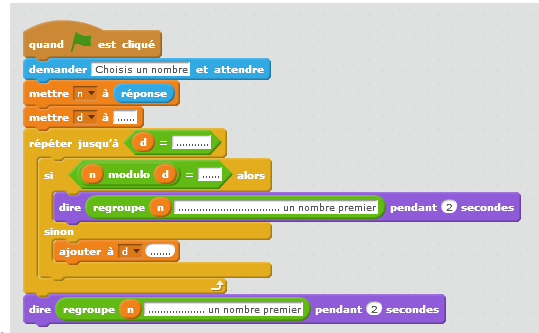 quand est cliqué
demander Choisis un nombre et attendre
mettre n à réponse
mettre d à ......
répéter jusqu'à d = ...........
si n modulo d = ...... alors
dire regroupe n ................................ un nombre premier pendant 2 secondes
sinon
ajouter à d .......
dire regroupe n ................. un nombre premier pendant 2 secondes